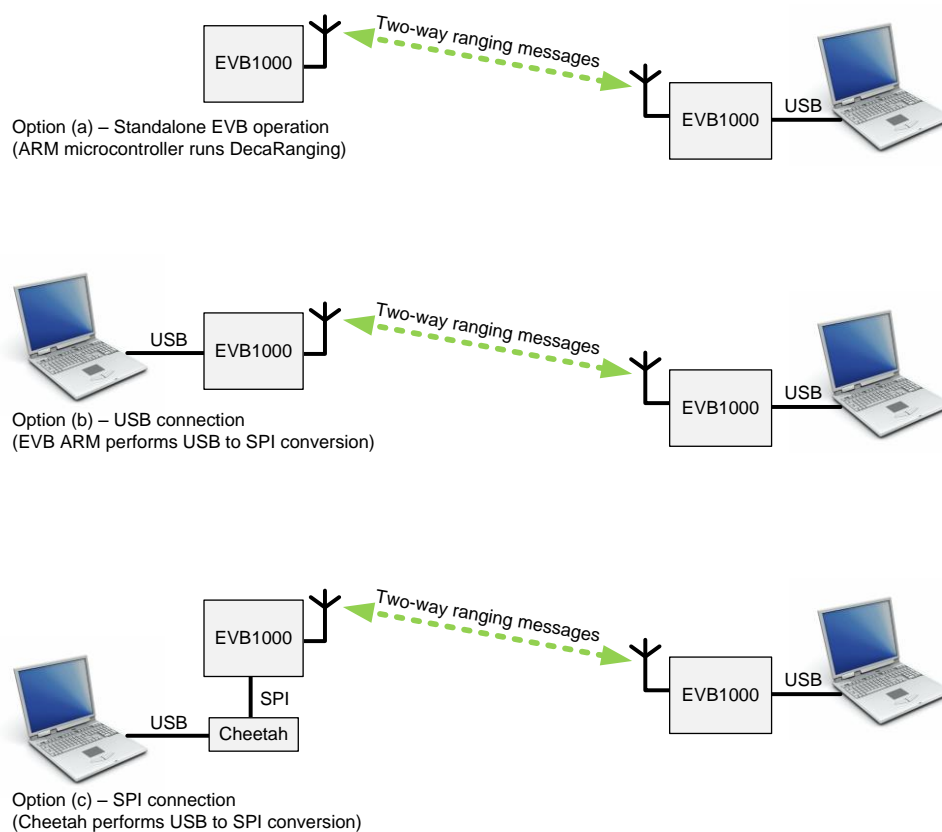 Two-way ranging messages
EVB1000
EVB1000
USB
Option (a) – Standalone EVB operation
(ARM microcontroller runs DecaRanging)
Two-way ranging messages
USB
EVB1000
EVB1000
USB
Option (b) – USB connection
(EVB ARM performs USB to SPI conversion)
Two-way ranging messages
EVB1000
EVB1000
USB
SPI
USB
Cheetah
Option (c) – SPI connection
(Cheetah performs USB to SPI conversion)